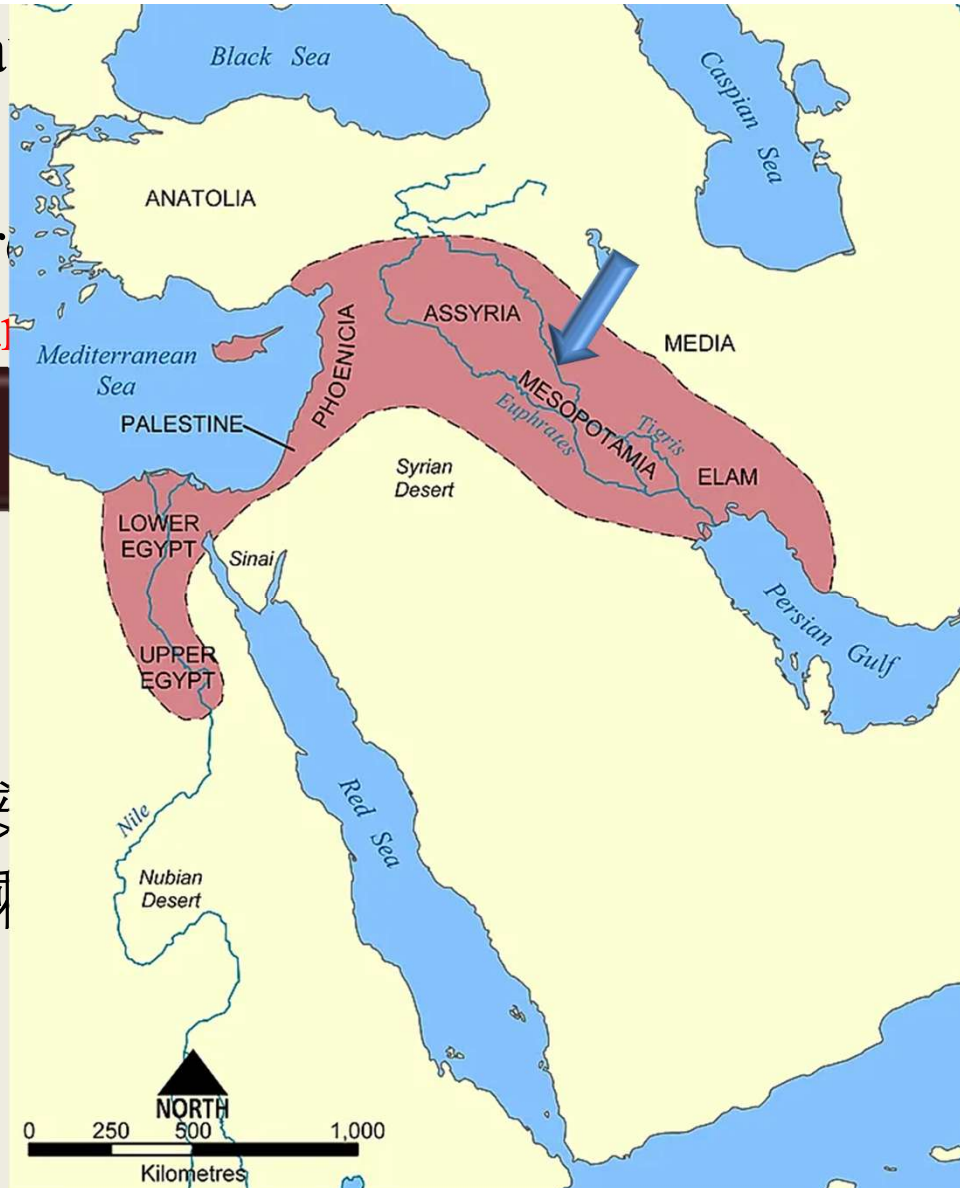 Black Sea
Caspian
Sea
ANATOLIA
ASSYRIA
MEDIA
PHOENICIA
Mediterranean
Sea
MESOPOTAMIA
Euphrates
Tigris
PALESTINE
Syrian
Desert
ELAM
LOWER
EGYPT
Sinai
Persian Gulf
UPPER
EGYPT
Red Sea
Nile
Nubian
Desert
NORTH
0 250 500 1,000
Kilometres